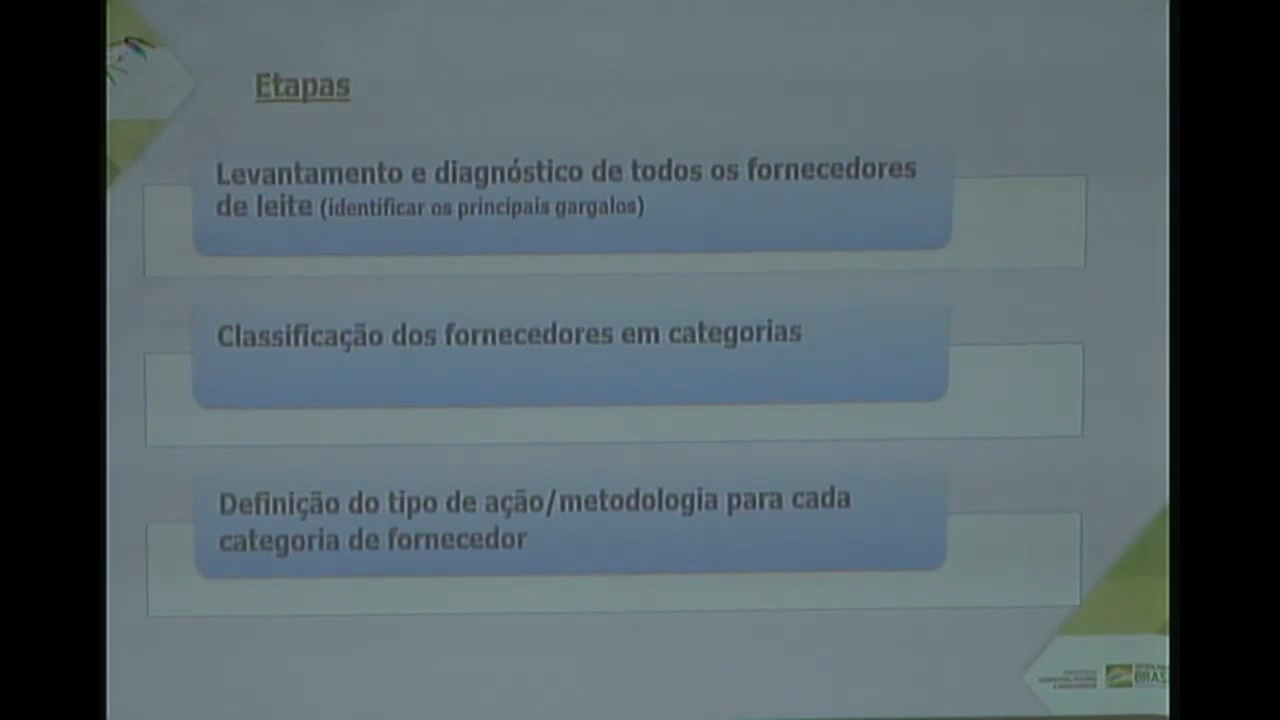 Etapas
Levantamento e diagnóstico de todos os fornecedores
de leite (identificar os principais gargalos)
Classificação dos fornecedores em categorias
Definição do tipo de ação/metodologia para cada
categoria de fornecedor